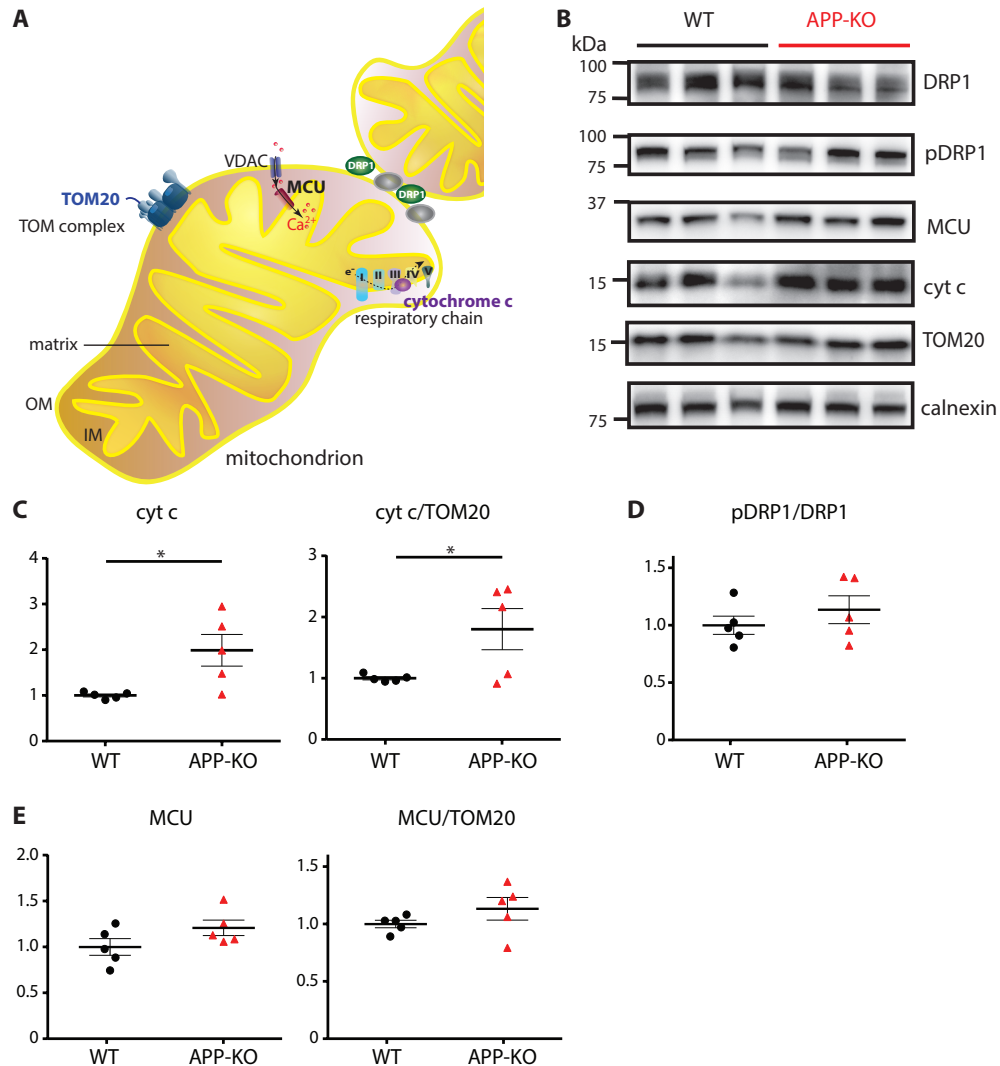 A
VDAC
DRP1
MCU
DRP1
TOM20
TOM complex
Ca2+
e- I II III IV V
cytochrome c
respiratory chain
matrix
OM
IM
mitochondrion
B
WT APP-KO
kDa
100
75
DRP1
100
75
pDRP1
37
MCU
15
cyt c
15
TOM20
75
calnexin
C
cyt c
*
4
3
2
1
0
WT APP-KO
cyt c/TOM20
*
3
2
1
0
WT APP-KO
D
pDRP1/DRP1
1.5
1.0
0.5
0
WT APP-KO
E
MCU
2.0
1.5
1.0
0.5
0
WT APP-KO
MCU/TOM20
1.5
1.0
0.5
0
WT APP-KO